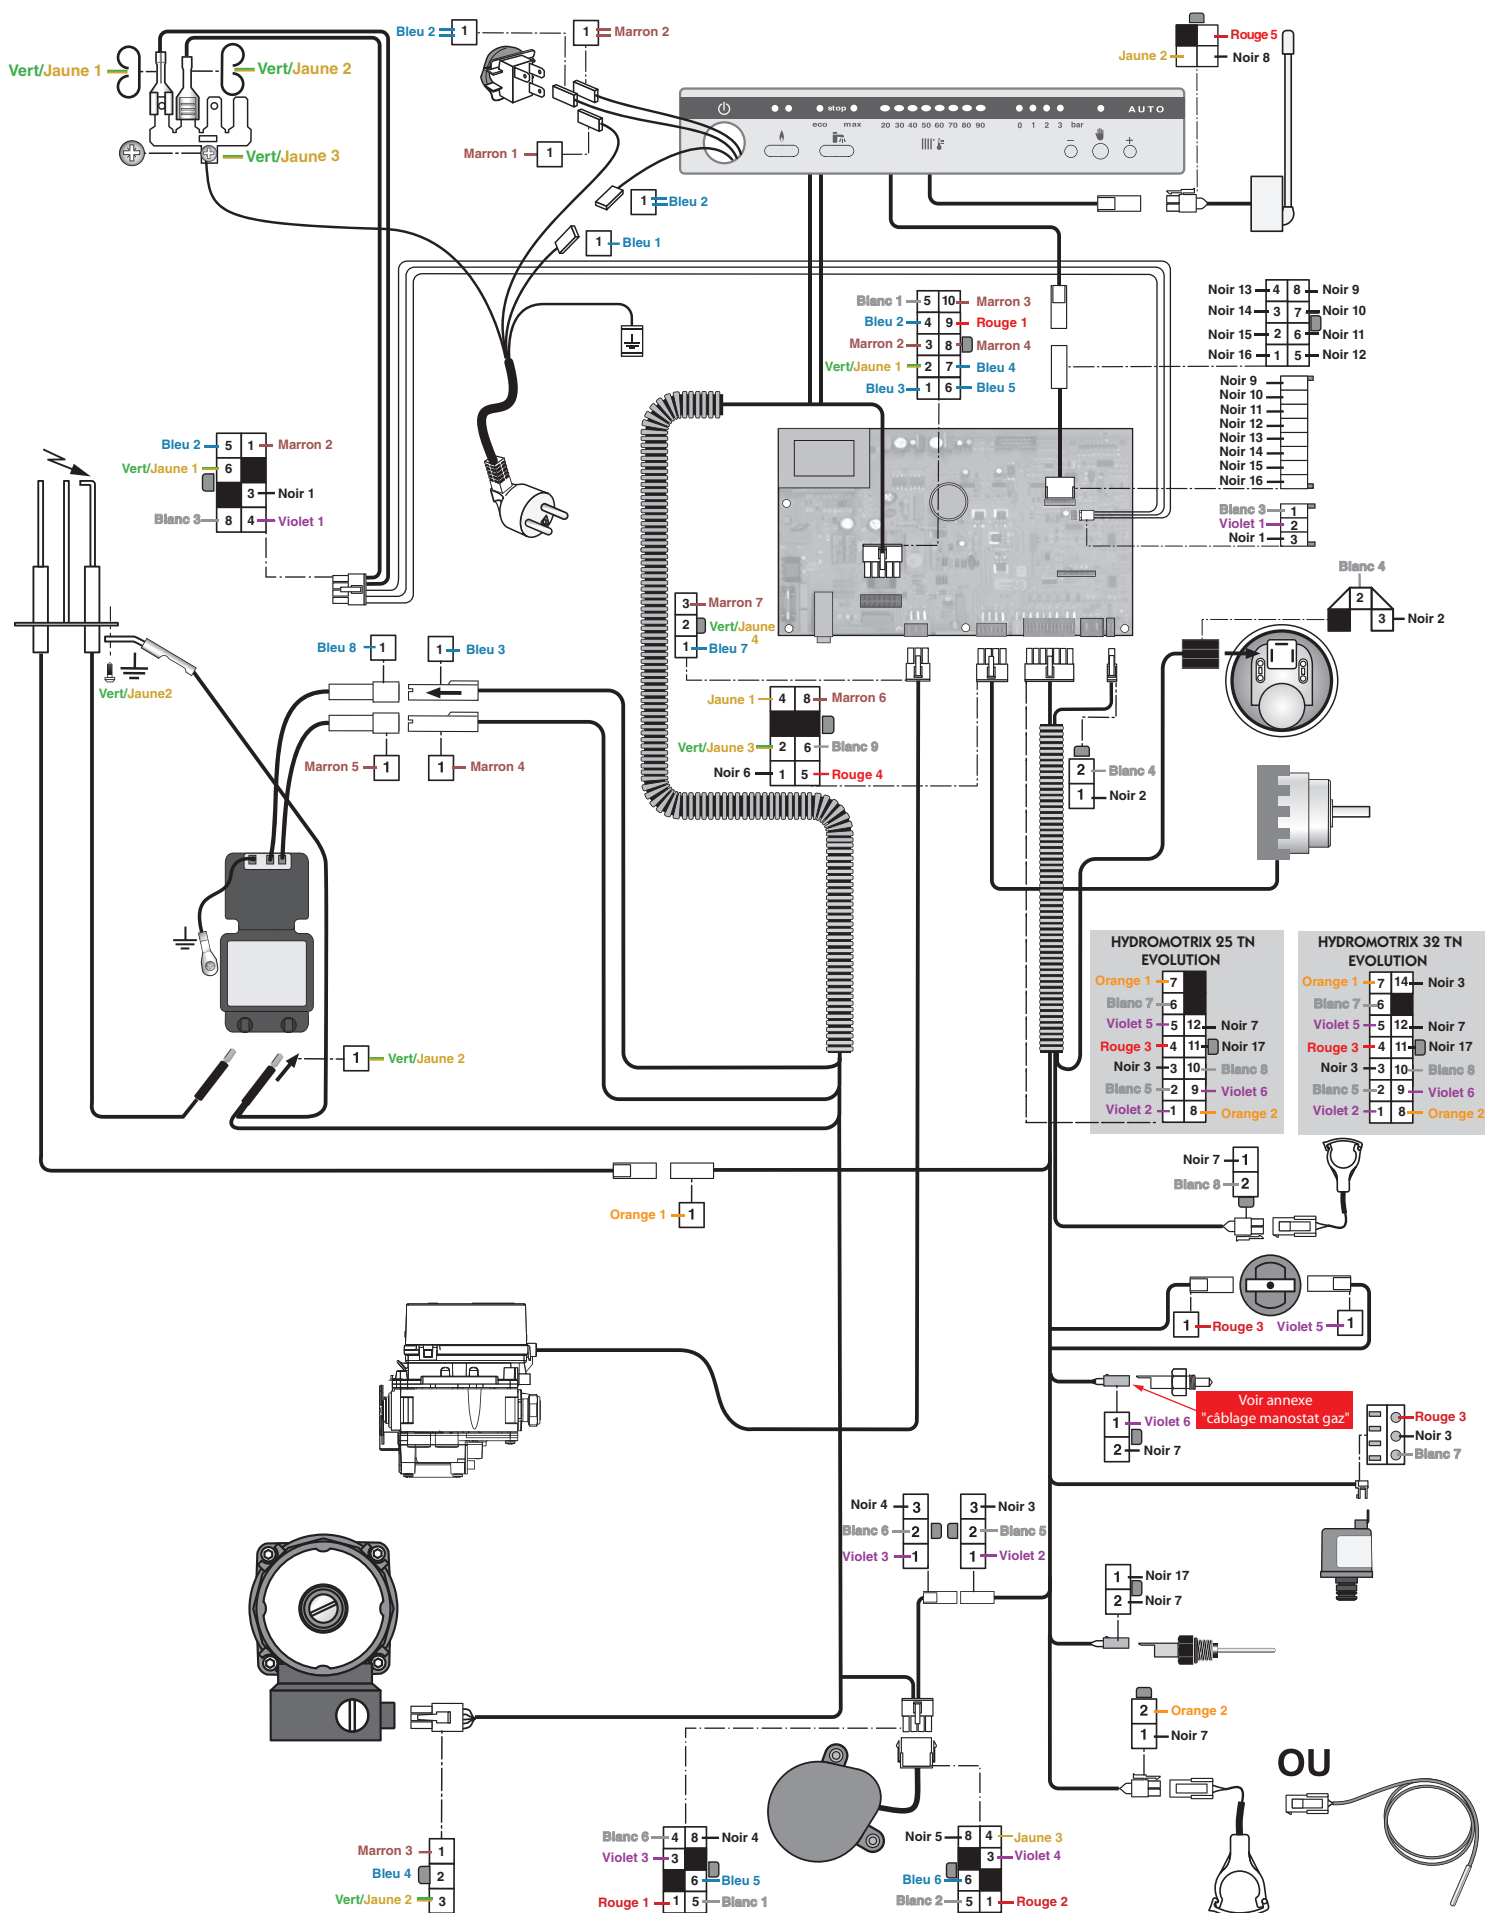 Bleu 2 1
1 Marron 2
Rouge 5
Jaune 2 Noir 8
Vert/Jaune 1
Vert/Jaune 2
Vert/Jaune 3
Marron 1 1
stop AUTO
eco max 20 30 40 50 60 70 80 90 0 1 2 3 bar
− +
1 Bleu 2
1 Bleu 1
Blanc 1 5 10 Marron 3
Bleu 2 4 9 Rouge 1
Marron 2 3 8 Marron 4
Vert/Jaune 1 2 7 Bleu 4
Bleu 3 1 6 Bleu 5
Noir 13 4 8 Noir 9
Noir 14 3 7 Noir 10
Noir 15 2 6 Noir 11
Noir 16 1 5 Noir 12
Noir 9
Noir 10
Noir 11
Noir 12
Noir 13
Noir 14
Noir 15
Noir 16
Blanc 3 1
Violet 1 2
Noir 1 3
Bleu 2 5 1 Marron 2
Vert/Jaune 1 6
3 Noir 1
Blanc 3 8 4 Violet 1
Blanc 4
2
3 Noir 2
3 Marron 7
2 Vert/Jaune 4
1 Bleu 7
Bleu 8 1
1 Bleu 3
Vert/Jaune2
Marron 5 1
1 Marron 4
Jaune 1 4 8 Marron 6
Vert/Jaune 3 2 6 Blanc 9
Noir 6 1 5 Rouge 4
2 Blanc 4
1 Noir 2
HYDROMOTRIX 25 TN
EVOLUTION
Orange 1 7
Blanc 7 6
Violet 5 5 12 Noir 7
Rouge 3 4 11 Noir 17
Noir 3 3 10 Blanc 8
Blanc 5 2 9 Violet 6
Violet 2 1 8 Orange 2
HYDROMOTRIX 32 TN
EVOLUTION
Orange 1 7 14 Noir 3
Blanc 7 6
Violet 5 5 12 Noir 7
Rouge 3 4 11 Noir 17
Noir 3 3 10 Blanc 8
Blanc 5 2 9 Violet 6
Violet 2 1 8 Orange 2
1 Vert/Jaune 2
Noir 7 1
Blanc 8 2
Orange 1 1
1 Rouge 3
Violet 5 1
Voir annexe
"câblage manostat gaz"
1 Violet 6
2 Noir 7
Rouge 3
Noir 3
Blanc 7
Noir 4 3
Blanc 6 2
Violet 3 1
3 Noir 3
2 Blanc 5
1 Violet 2
1 Noir 17
2 Noir 7
2 Orange 2
1 Noir 7
OU
Marron 3 1
Bleu 4 2
Vert/Jaune 2 3
Blanc 6 4 8 Noir 4
Violet 3 3
6 Bleu 5
Rouge 1 1 5 Blanc 1
Noir 5 8 4 Jaune 3
3 Violet 4
Bleu 6 6
Blanc 2 5 1 Rouge 2